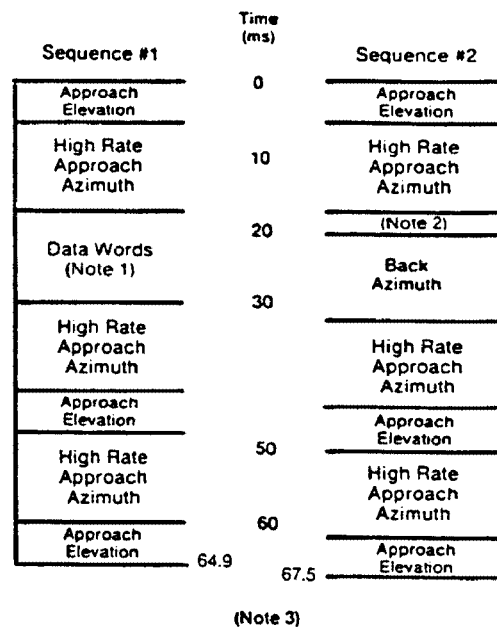 Time
(ms)
Sequence #1
Sequence #2
0
Approach
Elevation
High Rate
Approach
Azimuth
Data Words
(Note 1)
High Rate
Approach
Azimuth
Approach
Elevation
High Rate
Approach
Azimuth
Approach
Elevation
64.9
10
20
30
50
60
67.5
Approach
Elevation
High Rate
Approach
Azimuth
(Note 2)
Back
Azimuth
High Rate
Approach
Azimuth
Approach
Elevation
High Rate
Approach
Azimuth
Approach
Elevation
(Note 3)